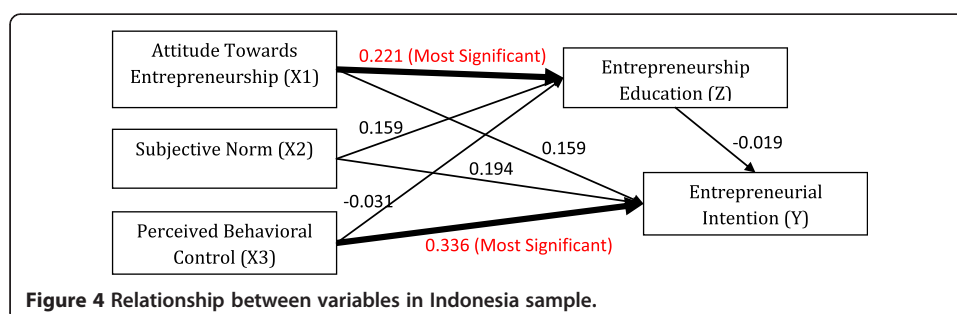 Attitude Towards
Entrepreneurship (X1)
0.221 (Most Significant)
Entrepreneurship
Education (Z)
Subjective Norm (X2)
0.159
0.194
0.159
-0.019
Perceived Behavioral
Control (X3)
-0.031
0.336 (Most Significant)
Entrepreneurial
Intention (Y)
Figure 4 Relationship between variables in Indonesia sample.